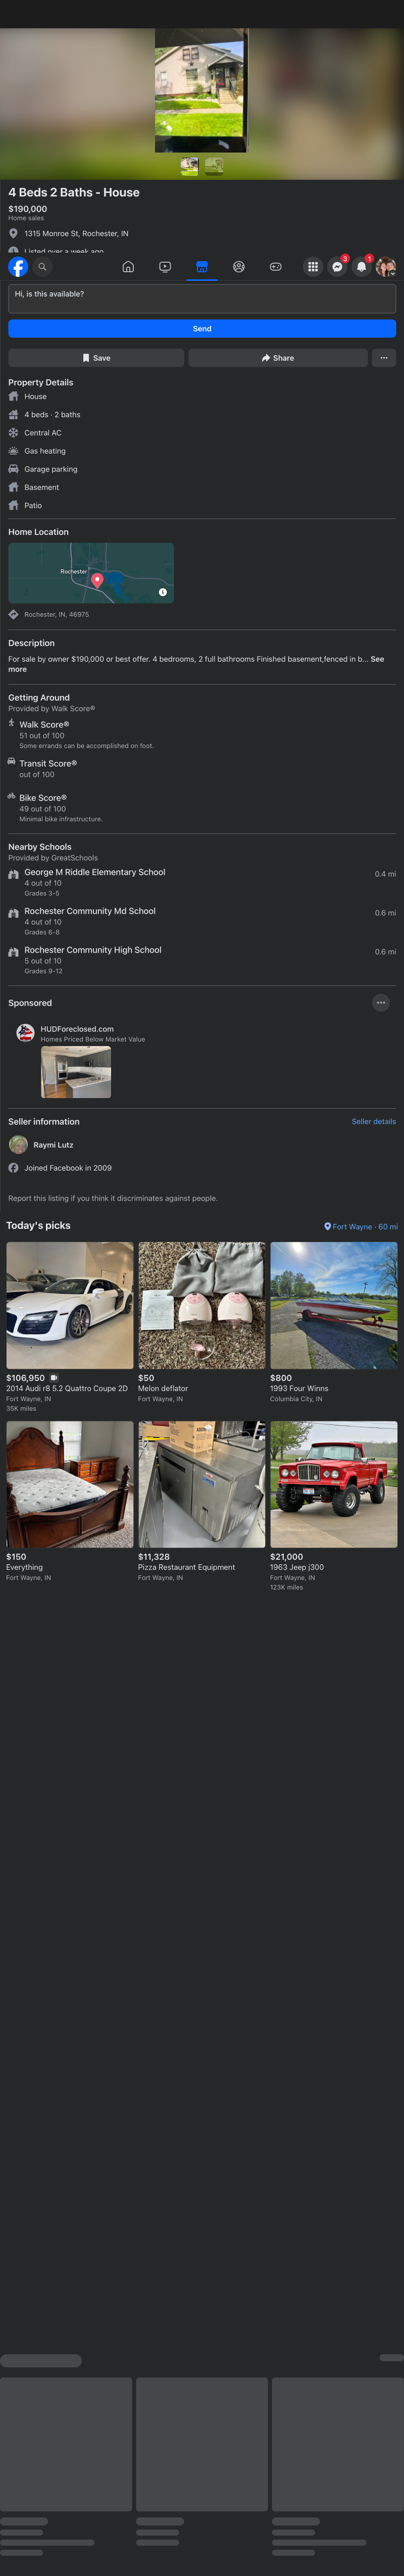 4 Beds 2 Baths - House
$190,000
Home sales
1315 Monroe St, Rochester, IN
Listed over a week ago
3
1
Hi, is this available?
Send
Save
Share
Property Details
House
4 beds · 2 baths
Central AC
Gas heating
Garage parking
Basement
Patio
Home Location
Rochester
Rochester, IN, 46975
Description
For sale by owner $190,000 or best offer. 4 bedrooms, 2 full bathrooms Finished basement,fenced in b... See
more
Getting Around
Provided by Walk Score®
Walk Score®
51 out of 100
Some errands can be accomplished on foot.
Transit Score®
out of 100
Bike Score®
49 out of 100
Minimal bike infrastructure.
Nearby Schools
Provided by GreatSchools
George M Riddle Elementary School
0.4 mi
4 out of 10
Grades 3-5
Rochester Community Md School
0.6 mi
4 out of 10
Grades 6-8
Rochester Community High School
0.6 mi
5 out of 10
Grades 9-12
Sponsored
HUDForeclosed.com
Homes Priced Below Market Value
Seller information
Seller details
Raymi Lutz
Joined Facebook in 2009
Report this listing if you think it discriminates against people.
Today's picks
Fort Wayne · 60 mi
$106,950
2014 Audi r8 5.2 Quattro Coupe 2D
Fort Wayne, IN
35K miles
$50
Melon deflator
Fort Wayne, IN
$800
1993 Four Winns
Columbia City, IN
$150
Everything
Fort Wayne, IN
$11,328
Pizza Restaurant Equipment
Fort Wayne, IN
$21,000
1963 Jeep j300
Fort Wayne, IN
123K miles